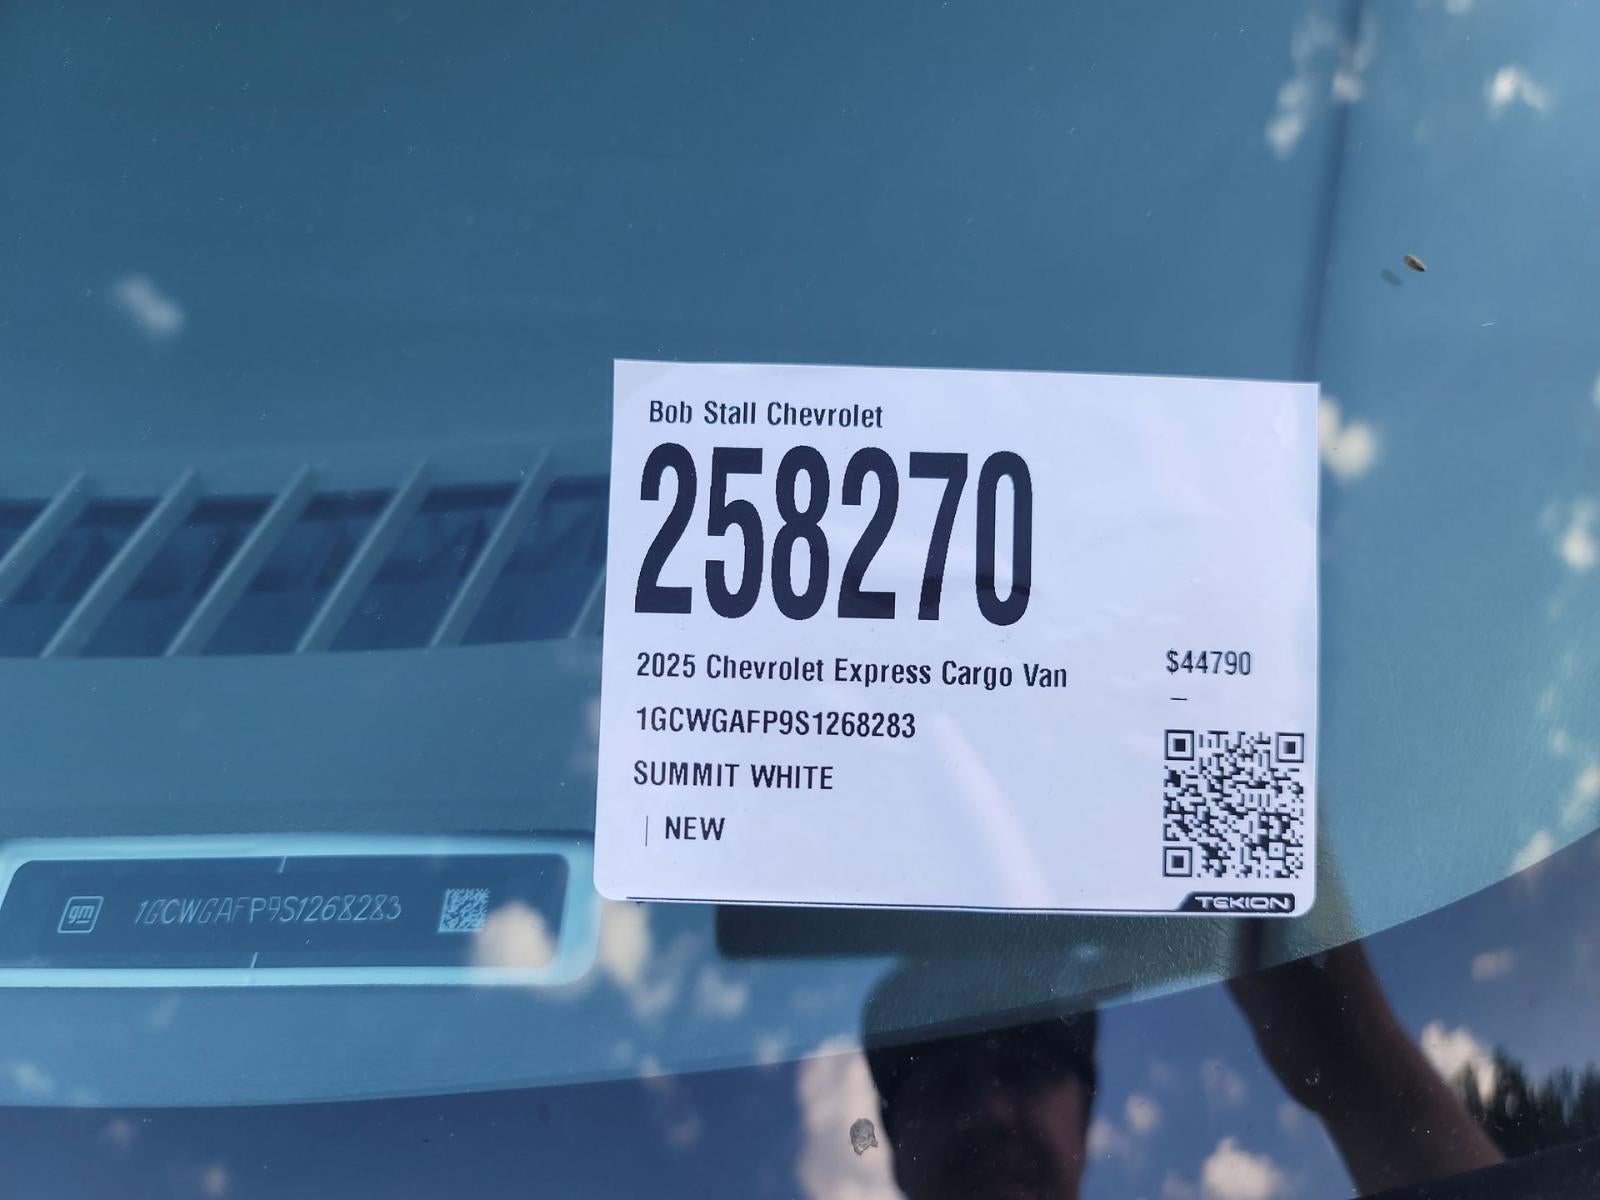 Bob Stall Chevrolet
258270
2025 Chevrolet Express Cargo Van
$44790
1GCWGAFP9S1268283
SUMMIT WHITE
| NEW
TEKION
gm 1GCWGAFP9S1268283